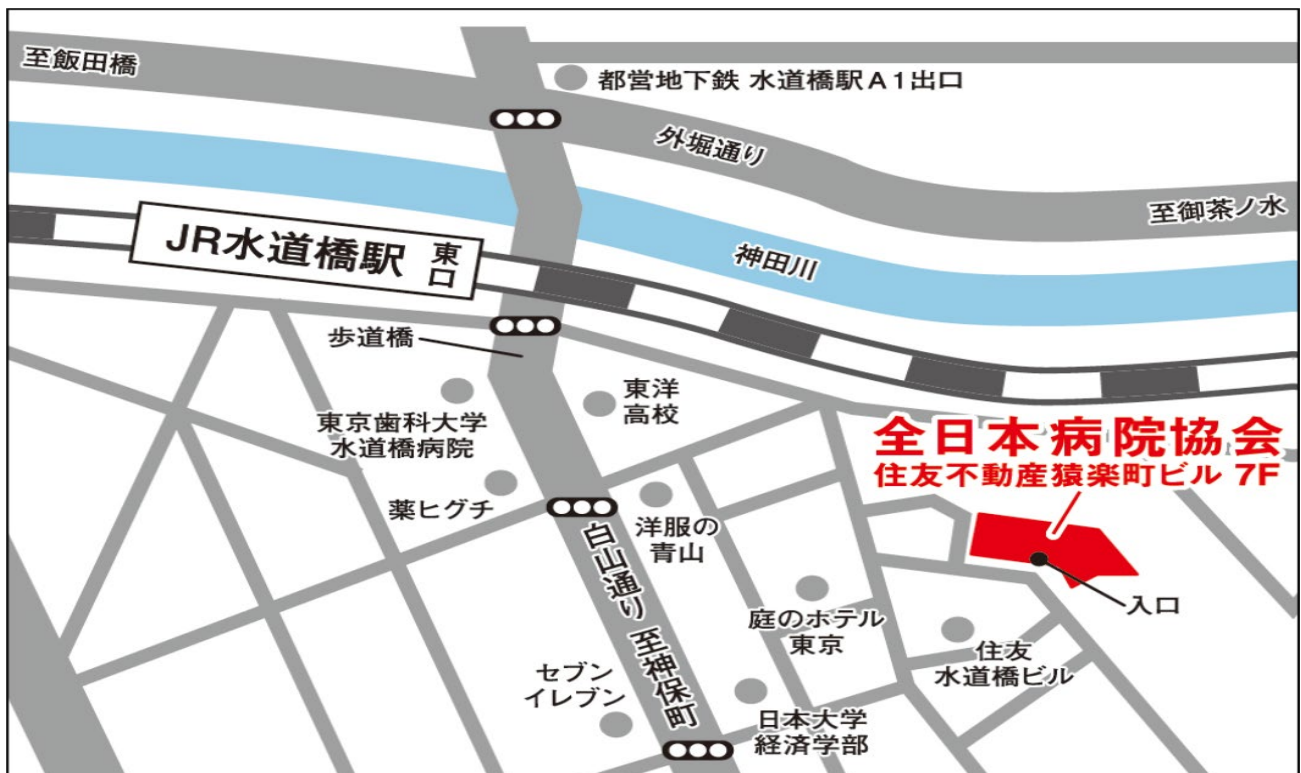 至飯田橋
都営地下鉄 水道橋駅A1出口
外堀通り
至御茶ノ水
JR水道橋駅
東口
神田川
歩道橋
東洋
高校
東京歯科大学
水道橋病院
全日本病院協会
住友不動産猿楽町ビル 7F
薬ヒグチ
洋服の
青山
白山通り 至神保町
入口
庭のホテル
東京
住友
水道橋ビル
セブン
イレブン
日本大学
経済学部